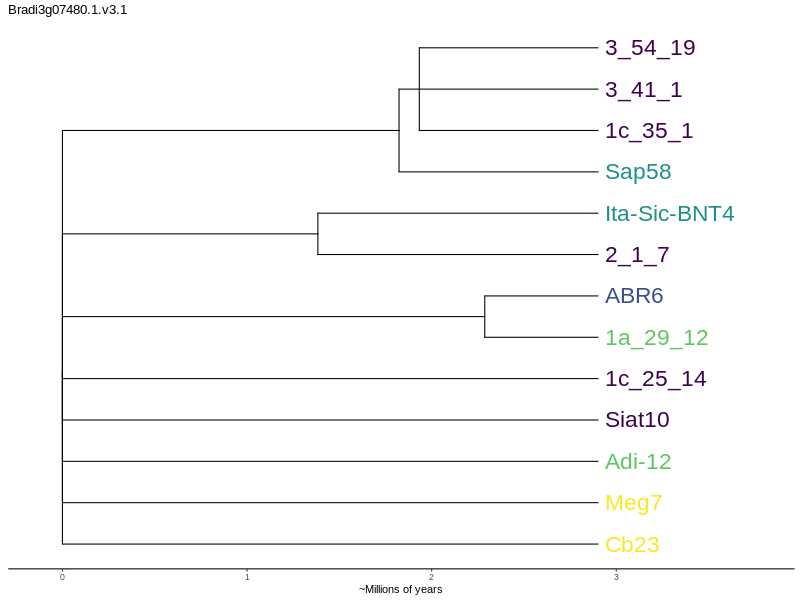 Bradi3g07480.1.v3.1
3_54_19
3_41_1
1c_35_1
Sap58
Ita-Sic-BNT4
2_1_7
ABR6
1a_29_12
1c_25_14
Siat10
Adi-12
Meg7
Cb23
0 1 2 3
~Millions of years